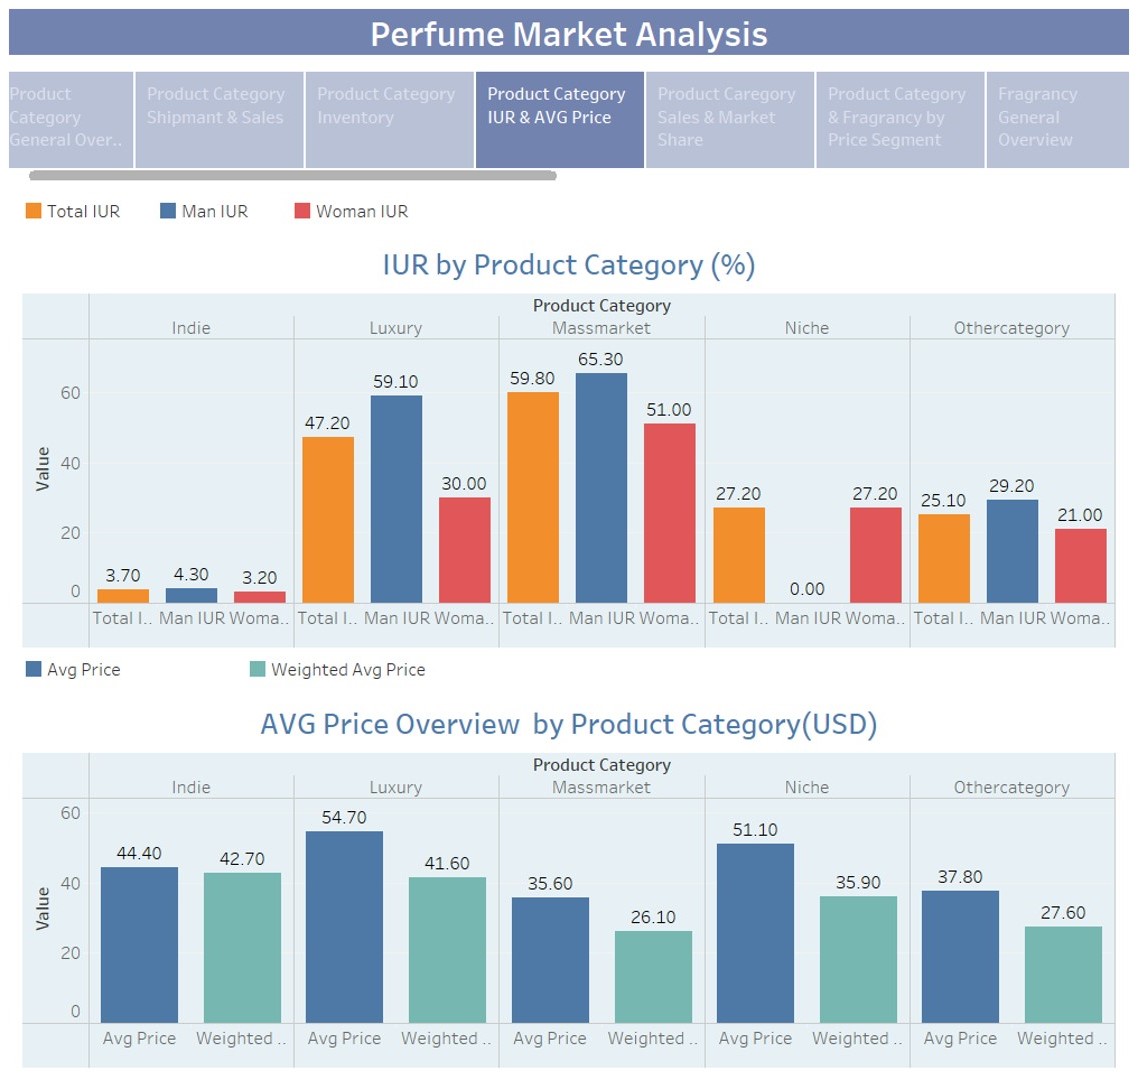 Perfume Market Analysis
Product
Category
General Over..
Product Category
Shipmant & Sales
Product Category
Inventory
Product Category
IUR & AVG Price
Product Caregory
Sales & Market
Share
Product Category
& Fragrancy by
Price Segment
Fragrancy
General
Overview
Total IUR Man IUR Woman IUR
IUR by Product Category (%)
Product Category
Indie Luxury Massmarket Niche Othercategory
Value
60
40
20
0
3.70 4.30 3.20
47.20 59.10 30.00
59.80 65.30 51.00
27.20 0.00 27.20
25.10 29.20 21.00
Total I.. Man IUR Woma.. Total I.. Man IUR Woma.. Total I.. Man IUR Woma.. Total I.. Man IUR Woma.. Total I.. Man IUR Woma..
Avg Price Weighted Avg Price
AVG Price Overview  by Product Category(USD)
Product Category
Indie Luxury Massmarket Niche Othercategory
Value
60
40
20
0
44.40 42.70
54.70 41.60
35.60 26.10
51.10 35.90
37.80 27.60
Avg Price Weighted .. Avg Price Weighted .. Avg Price Weighted .. Avg Price Weighted .. Avg Price Weighted ..